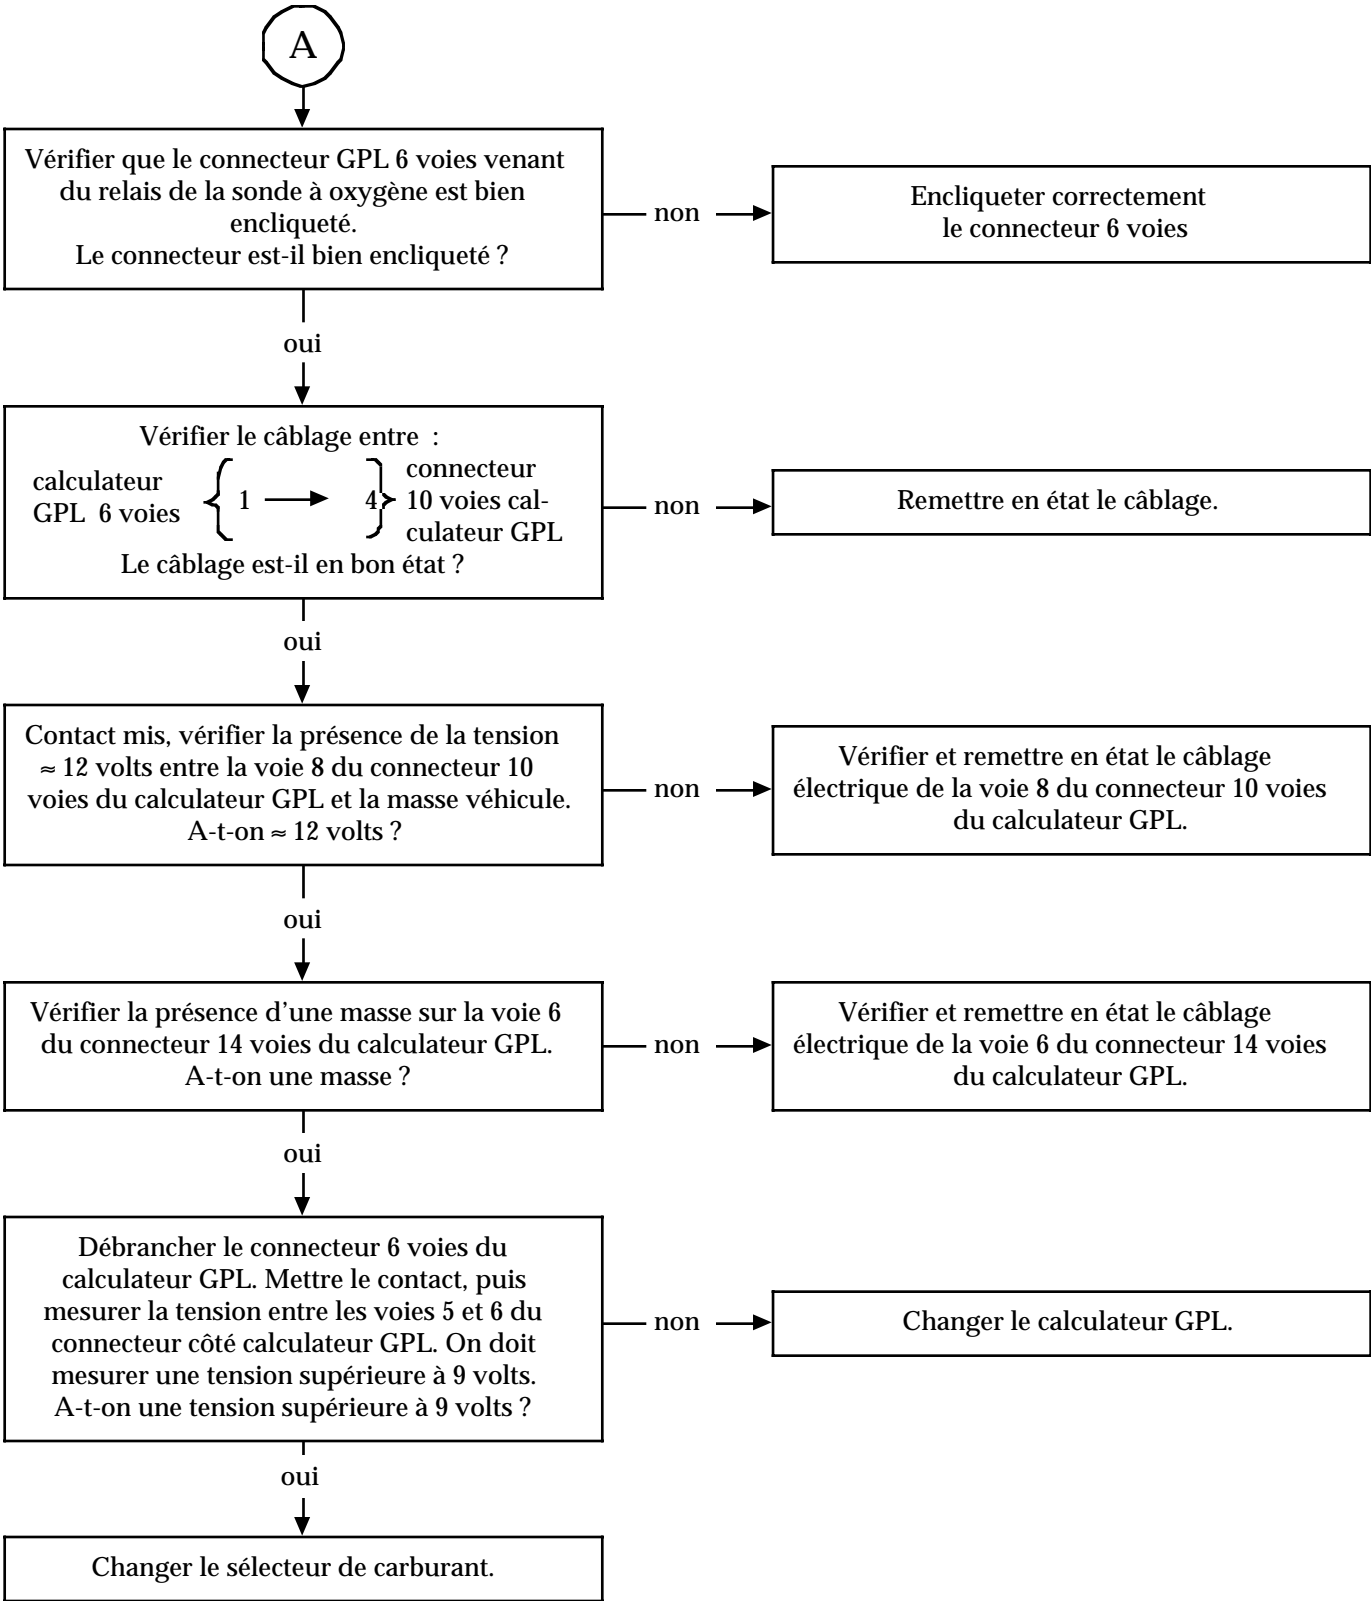 A
Vérifier que le connecteur GPL 6 voies venant
du relais de la sonde à oxygène est bien
encliqueté.
Le connecteur est-il bien encliqueté ?
non
Encliqueter correctement
le connecteur 6 voies
oui
Vérifier le câblage entre :
calculateur
GPL 6 voies
1
4
connecteur
10 voies cal-
culateur GPL
Le câblage est-il en bon état ?
non
Remettre en état le câblage.
oui
Contact mis, vérifier la présence de la tension
≈ 12 volts entre la voie 8 du connecteur 10
voies du calculateur GPL et la masse véhicule.
A-t-on ≈ 12 volts ?
non
Vérifier et remettre en état le câblage
électrique de la voie 8 du connecteur 10 voies
du calculateur GPL.
oui
Vérifier la présence d’une masse sur la voie 6
du connecteur 14 voies du calculateur GPL.
A-t-on une masse ?
non
Vérifier et remettre en état le câblage
électrique de la voie 6 du connecteur 14 voies
du calculateur GPL.
oui
Débrancher le connecteur 6 voies du
calculateur GPL. Mettre le contact, puis
mesurer la tension entre les voies 5 et 6 du
connecteur côté calculateur GPL. On doit
mesurer une tension supérieure à 9 volts.
A-t-on une tension supérieure à 9 volts ?
non
Changer le calculateur GPL.
oui
Changer le sélecteur de carburant.